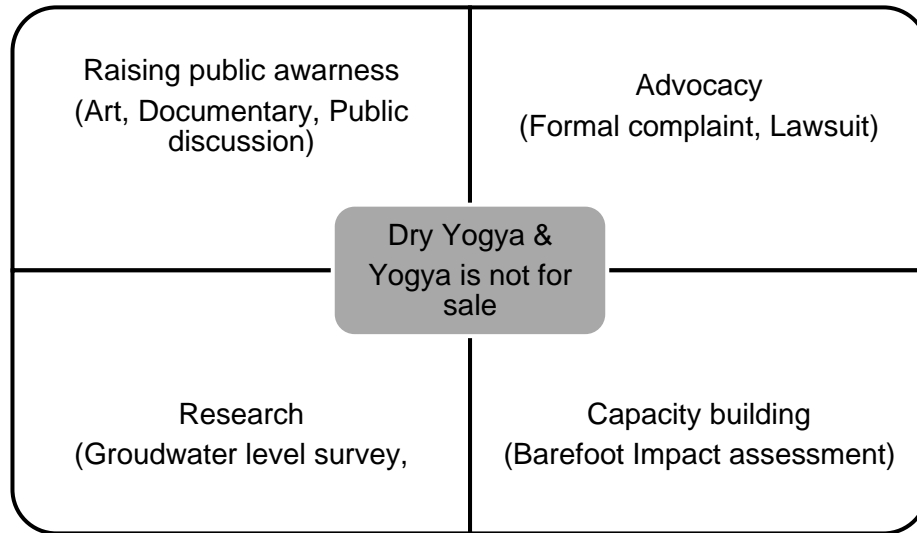 Raising public awarness
(Art, Documentary, Public
discussion)
Advocacy
(Formal complaint, Lawsuit)
Dry Yogya &
Yogya is not for
sale
Research
(Groudwater level survey,
Capacity building
(Barefoot Impact assessment)